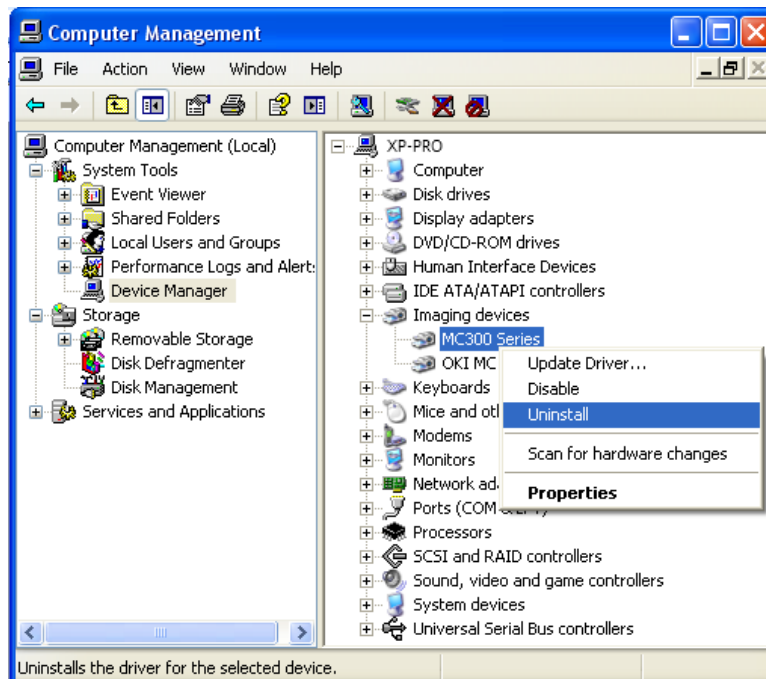 Computer Management
File Action View Window Help
Computer Management (Local)
System Tools
Event Viewer
Shared Folders
Local Users and Groups
Performance Logs and Alert:
Device Manager
Storage
Removable Storage
Disk Defragmenter
Disk Management
Services and Applications
XP-PRO
Computer
Disk drives
Display adapters
DVD/CD-ROM drives
Human Interface Devices
IDE ATA/ATAPI controllers
Imaging devices
MC300 Series
OKI MC
Keyboards
Mice and ot
Modems
Monitors
Network ad
Ports (COM
Processors
SCSI and RAID controllers
Sound, video and game controllers
System devices
Universal Serial Bus controllers
Update Driver...
Disable
Uninstall
Scan for hardware changes
Properties
Uninstalls the driver for the selected device.